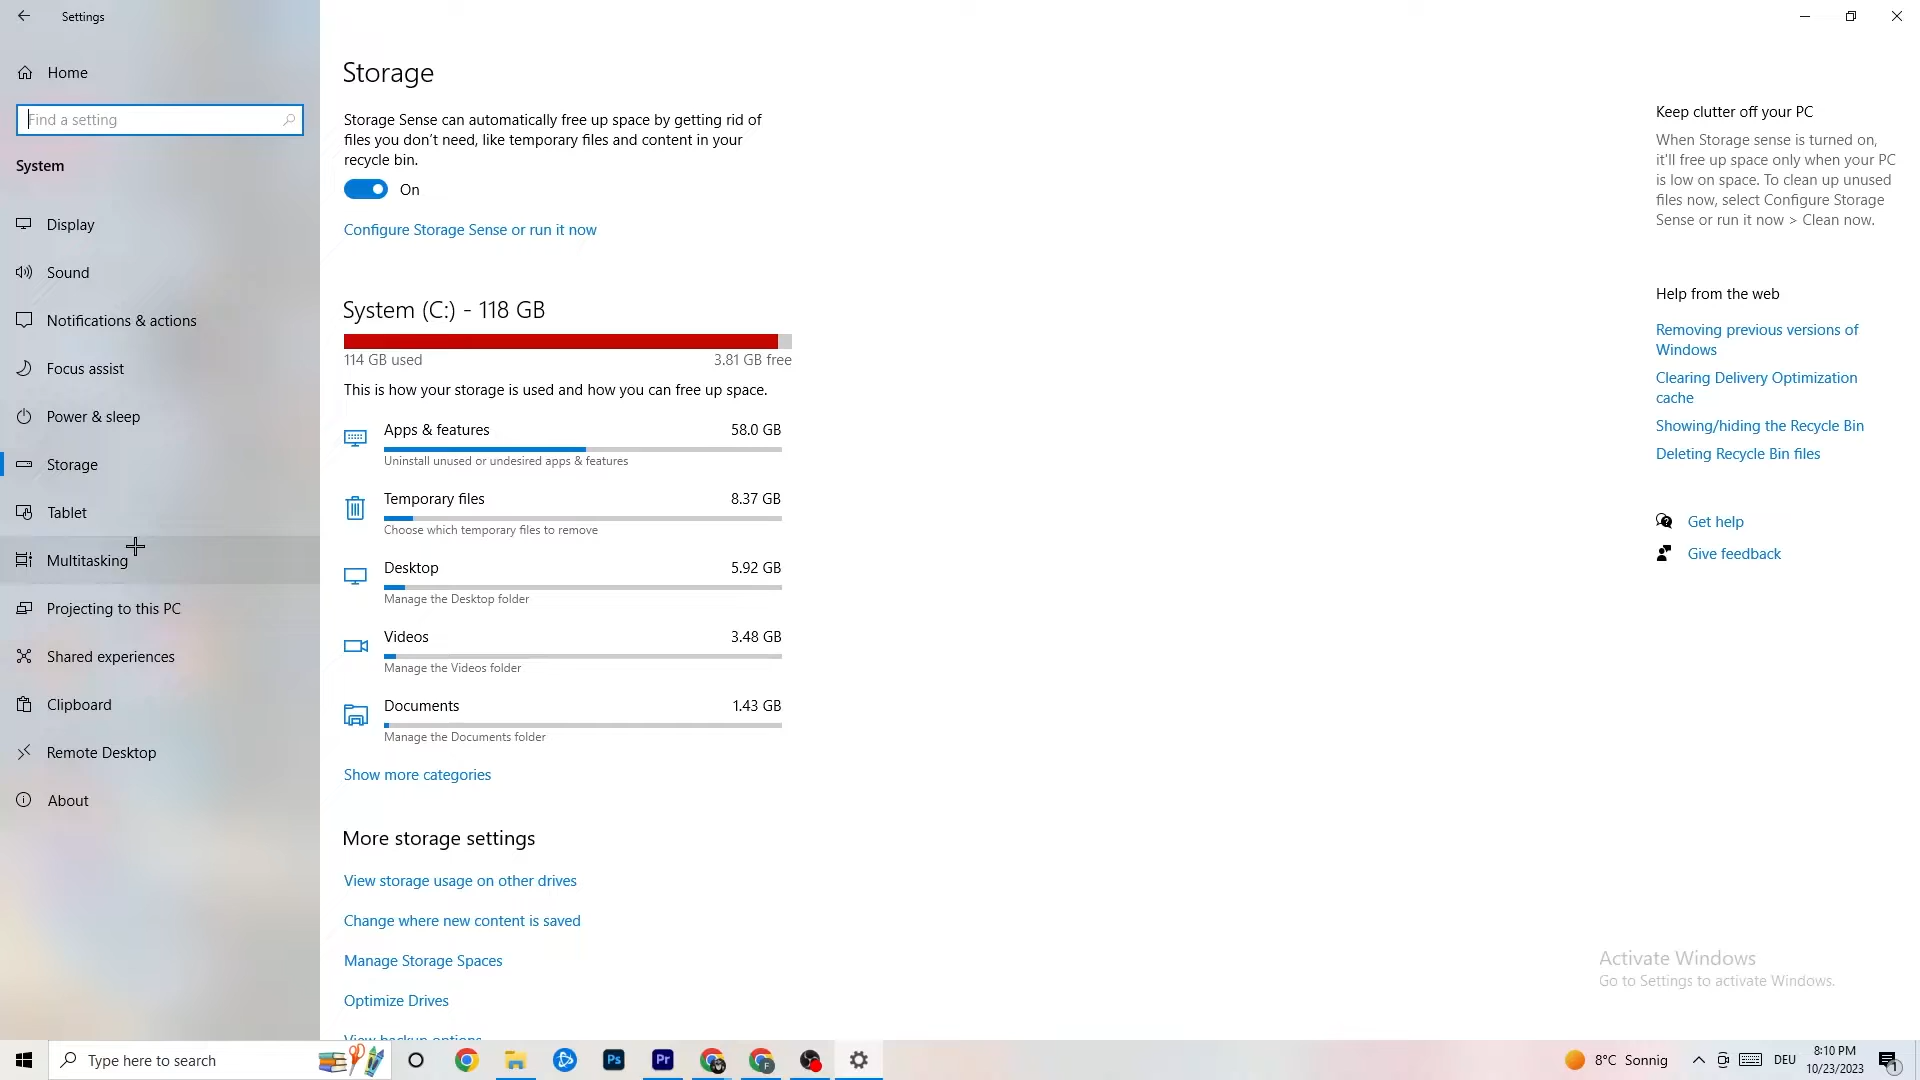 Settings
Home
Find a setting
System
Display
Sound
Notifications & actions
Focus assist
Power & sleep
Storage
Tablet
Multitasking
Projecting to this PC
Shared experiences
Clipboard
Remote Desktop
About
Storage
Storage Sense can automatically free up space by getting rid of
files you don't need, like temporary files and content in your
recycle bin.
On
Configure Storage Sense or run it now
System (C:) - 118 GB
114 GB used
3.81 GB free
This is how your storage is used and how you can free up space.
Apps & features 58.0 GB
Uninstall unused or undesired apps & features
Temporary files 8.37 GB
Choose which temporary files to remove
Desktop 5.92 GB
Manage the Desktop folder
Videos 3.48 GB
Manage the Videos folder
Documents 1.43 GB
Manage the Documents folder
Show more categories
More storage settings
View storage usage on other drives
Change where new content is saved
Manage Storage Spaces
Optimize Drives
View backup options
Keep clutter off your PC
When Storage sense is turned on,
it'll free up space only when your PC
is low on space. To clean up unused
files now, select Configure Storage
Sense or run it now > Clean now.
Help from the web
Removing previous versions of
Windows
Clearing Delivery Optimization
cache
Showing/hiding the Recycle Bin
Deleting Recycle Bin files
Get help
Give feedback
Activate Windows
Go to Settings to activate Windows.
Type here to search
Ps
Pr
F
8°C Sonnig
DEU
8:10 PM
10/23/2023
1